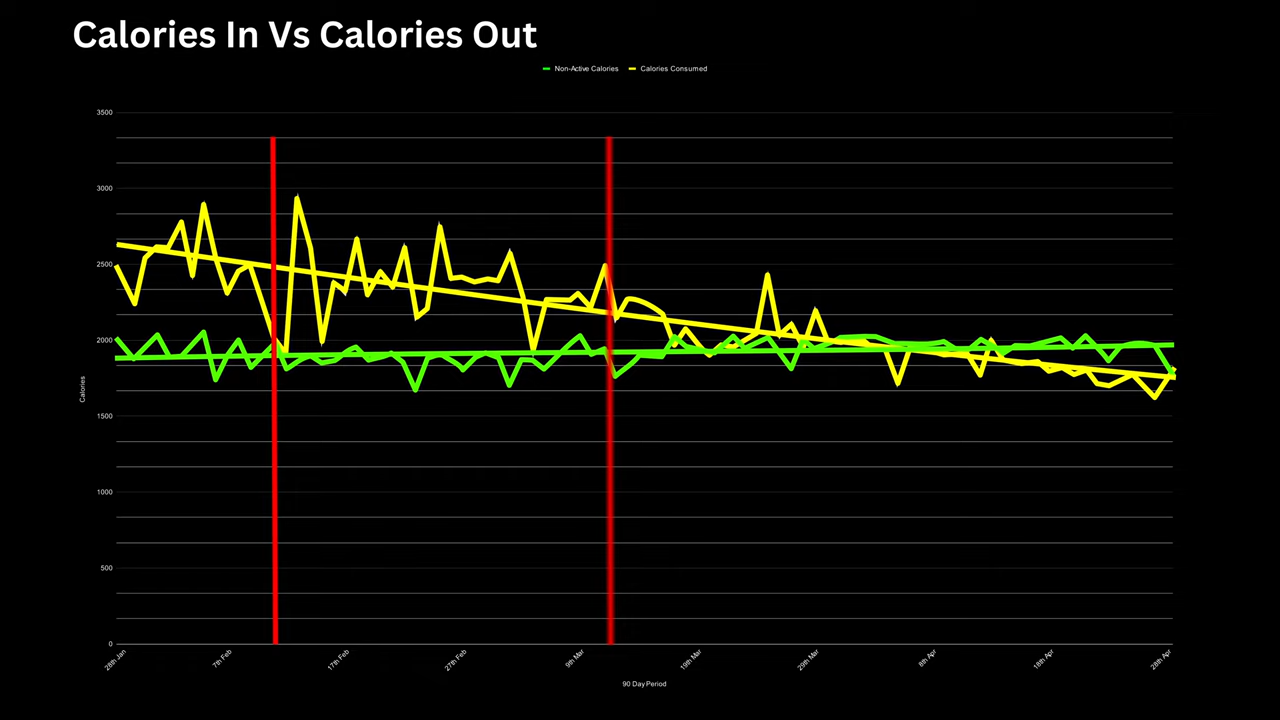 Calories In Vs Calories Out
Non-Active Calories Calories Consumed
3500
3000
2500
2000
1500
1000
500
0
Calories
28th Jan 7th Feb 17th Feb 27th Feb 9th Mar 19th Mar 29th Mar 8th Apr 18th Apr 28th Apr
90 Day Period